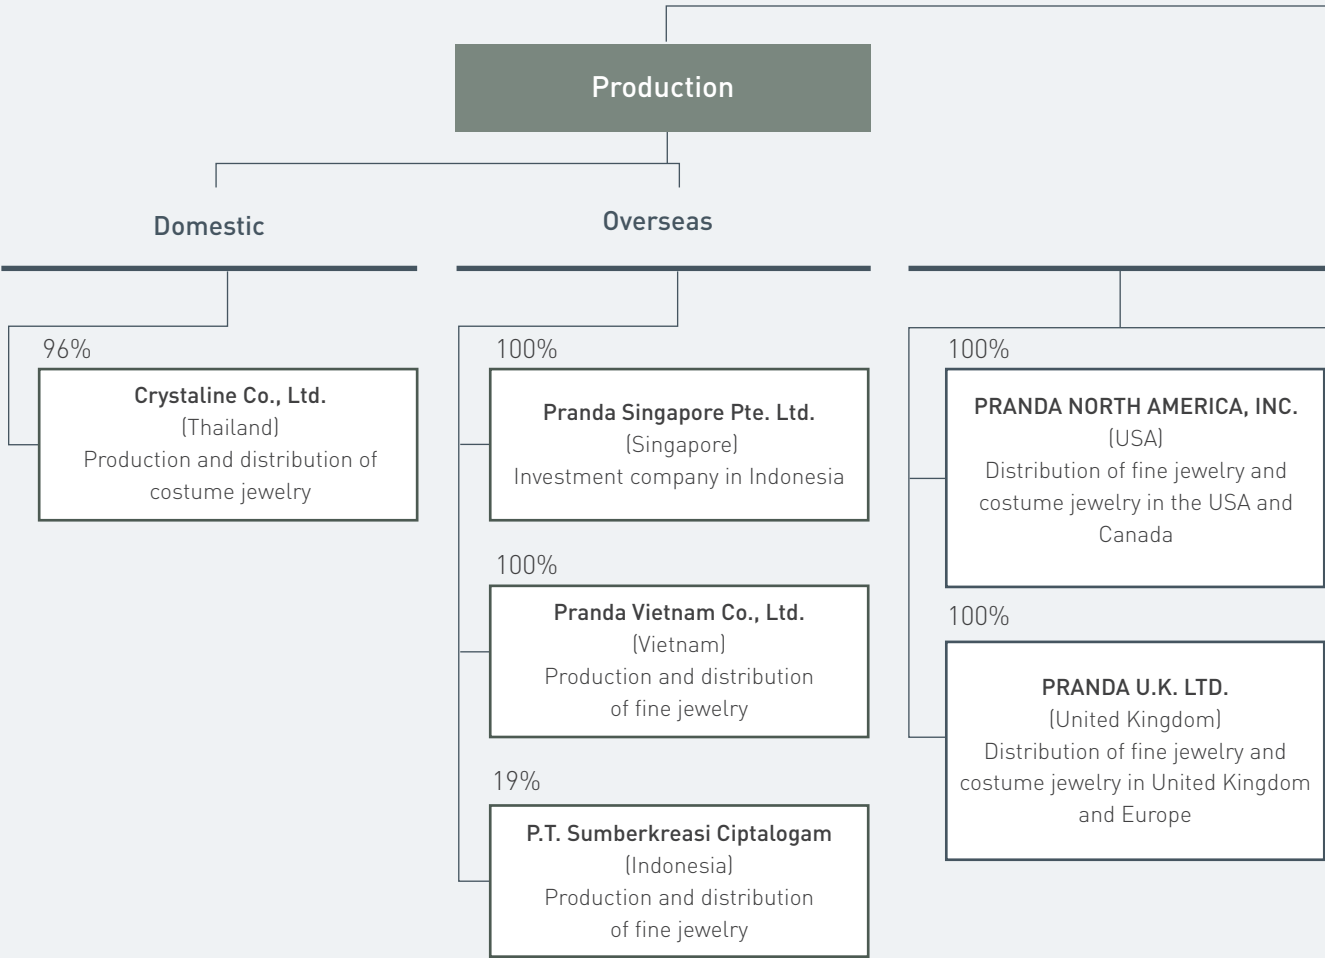 Production
Domestic
Overseas
96%
Crystaline Co., Ltd.
(Thailand)
Production and distribution of
costume jewelry
100%
Pranda Singapore Pte. Ltd.
(Singapore)
Investment company in Indonesia
100%
Pranda Vietnam Co., Ltd.
(Vietnam)
Production and distribution
of fine jewelry
19%
P.T. Sumberkreasi Ciptalogam
(Indonesia)
Production and distribution
of fine jewelry
100%
PRANDA NORTH AMERICA, INC.
(USA)
Distribution of fine jewelry and
costume jewelry in the USA and
Canada
100%
PRANDA U.K. LTD.
(United Kingdom)
Distribution of fine jewelry and
costume jewelry in United Kingdom
and Europe